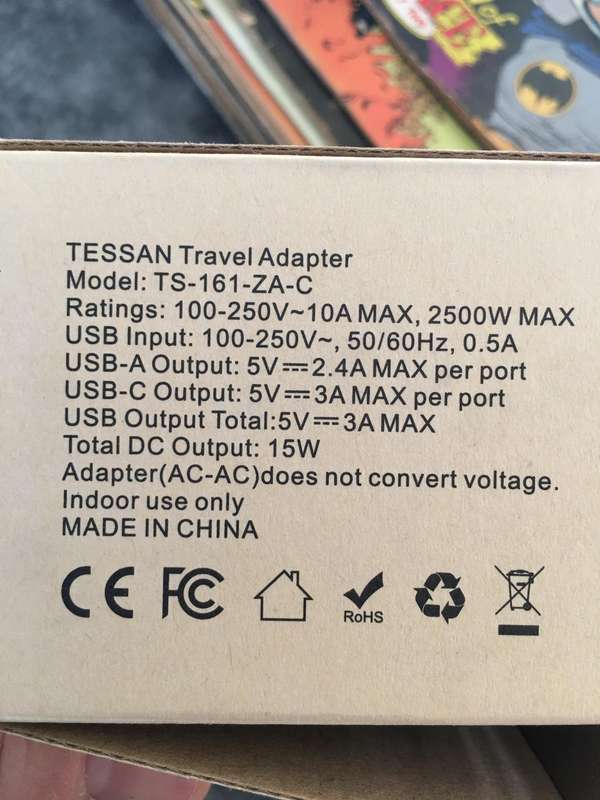 TESSAN Travel Adapter
Model: TS-161-ZA-C
Ratings: 100-250V~10A MAX, 2500W MAX
USB Input: 100-250V~, 50/60Hz, 0.5A
USB-A Output: 5V⎓2.4A MAX per port
USB-C Output: 5V⎓3A MAX per port
USB Output Total:5V⎓3A MAX
Total DC Output: 15W
Adapter(AC-AC)does not convert voltage.
Indoor use only
MADE IN CHINA
CE FC
RoHS